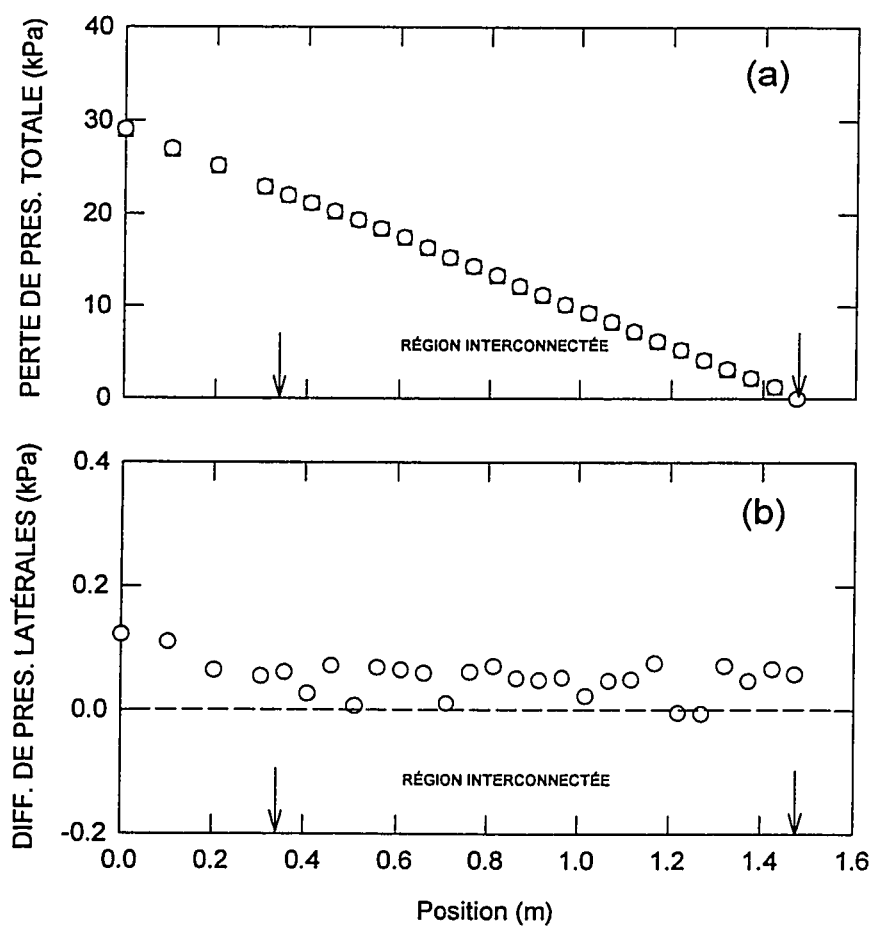 PERTE DE PRES. TOTALE (kPa)
40
30
20
10
0
(a)
RÉGION INTERCONNECTÉE
DIFF. DE PRES. LATÉRALES (kPa)
0.4
0.2
0.0
-0.2
(b)
RÉGION INTERCONNECTÉE
0.0 0.2 0.4 0.6 0.8 1.0 1.2 1.4 1.6
Position (m)